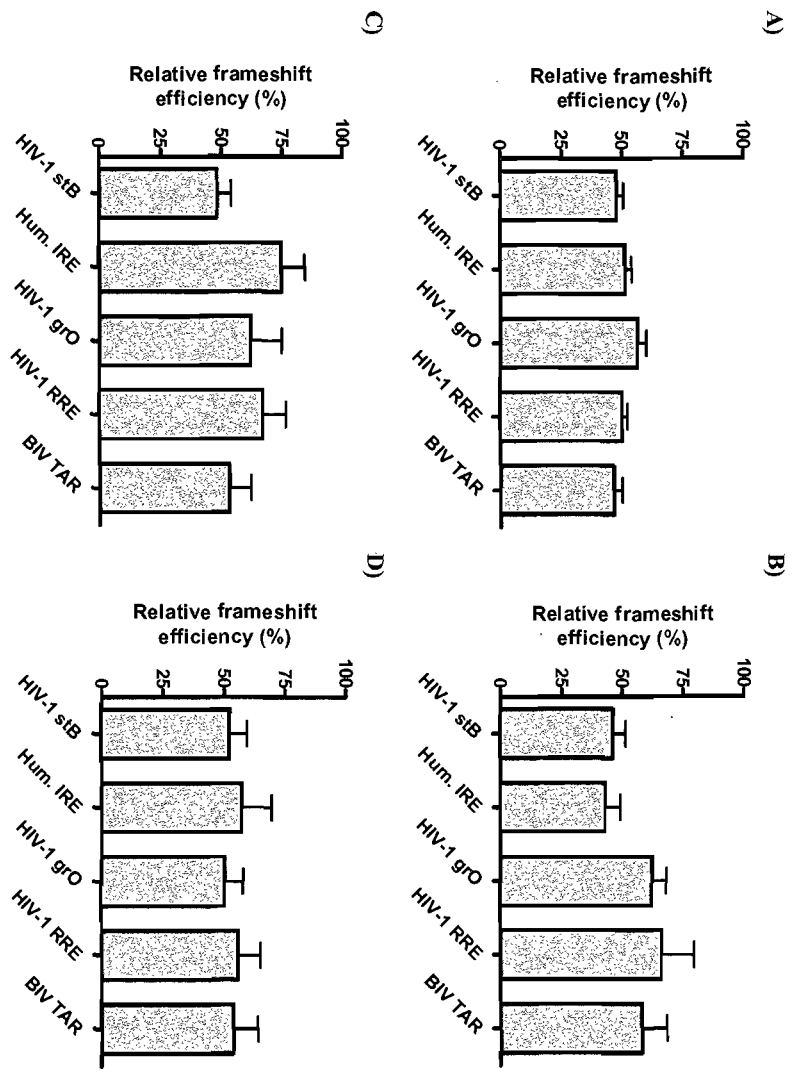 A)
Relative frameshift
efficiency (%)
100
75
50
25
0
HIV-1 stB
Hum. IRE
HIV-1 grO
HIV-1 RRE
BIV TAR
B)
Relative frameshift
efficiency (%)
100
75
50
25
0
HIV-1 stB
Hum. IRE
HIV-1 grO
HIV-1 RRE
BIV TAR
C)
Relative frameshift
efficiency (%)
100
75
50
25
0
HIV-1 stB
Hum. IRE
HIV-1 grO
HIV-1 RRE
BIV TAR
D)
Relative frameshift
efficiency (%)
100
75
50
25
0
HIV-1 stB
Hum. IRE
HIV-1 grO
HIV-1 RRE
BIV TAR